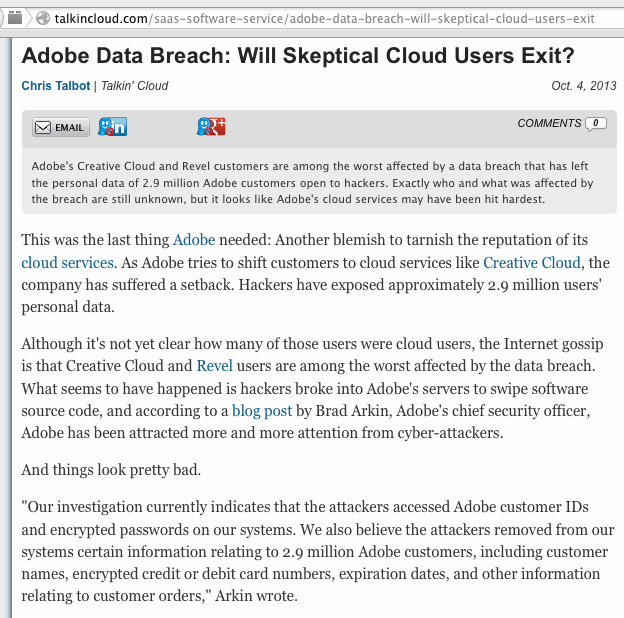 talkincloud.com/saas-software-service/adobe-data-breach-will-skeptical-cloud-users-exit
Adobe Data Breach: Will Skeptical Cloud Users Exit?
Chris Talbot | Talkin' Cloud
Oct. 4, 2013
EMAIL
in
g+
COMMENTS 0
Adobe's Creative Cloud and Revel customers are among the worst affected by a data breach that has left
the personal data of 2.9 million Adobe customers open to hackers. Exactly who and what was affected by
the breach are still unknown, but it looks like Adobe's cloud services may have been hit hardest.
This was the last thing Adobe needed: Another blemish to tarnish the reputation of its
cloud services. As Adobe tries to shift customers to cloud services like Creative Cloud, the
company has suffered a setback. Hackers have exposed approximately 2.9 million users'
personal data.
Although it's not yet clear how many of those users were cloud users, the Internet gossip
is that Creative Cloud and Revel users are among the worst affected by the data breach.
What seems to have happened is hackers broke into Adobe's servers to swipe software
source code, and according to a blog post by Brad Arkin, Adobe's chief security officer,
Adobe has been attracted more and more attention from cyber-attackers.
And things look pretty bad.
"Our investigation currently indicates that the attackers accessed Adobe customer IDs
and encrypted passwords on our systems. We also believe the attackers removed from our
systems certain information relating to 2.9 million Adobe customers, including customer
names, encrypted credit or debit card numbers, expiration dates, and other information
relating to customer orders," Arkin wrote.